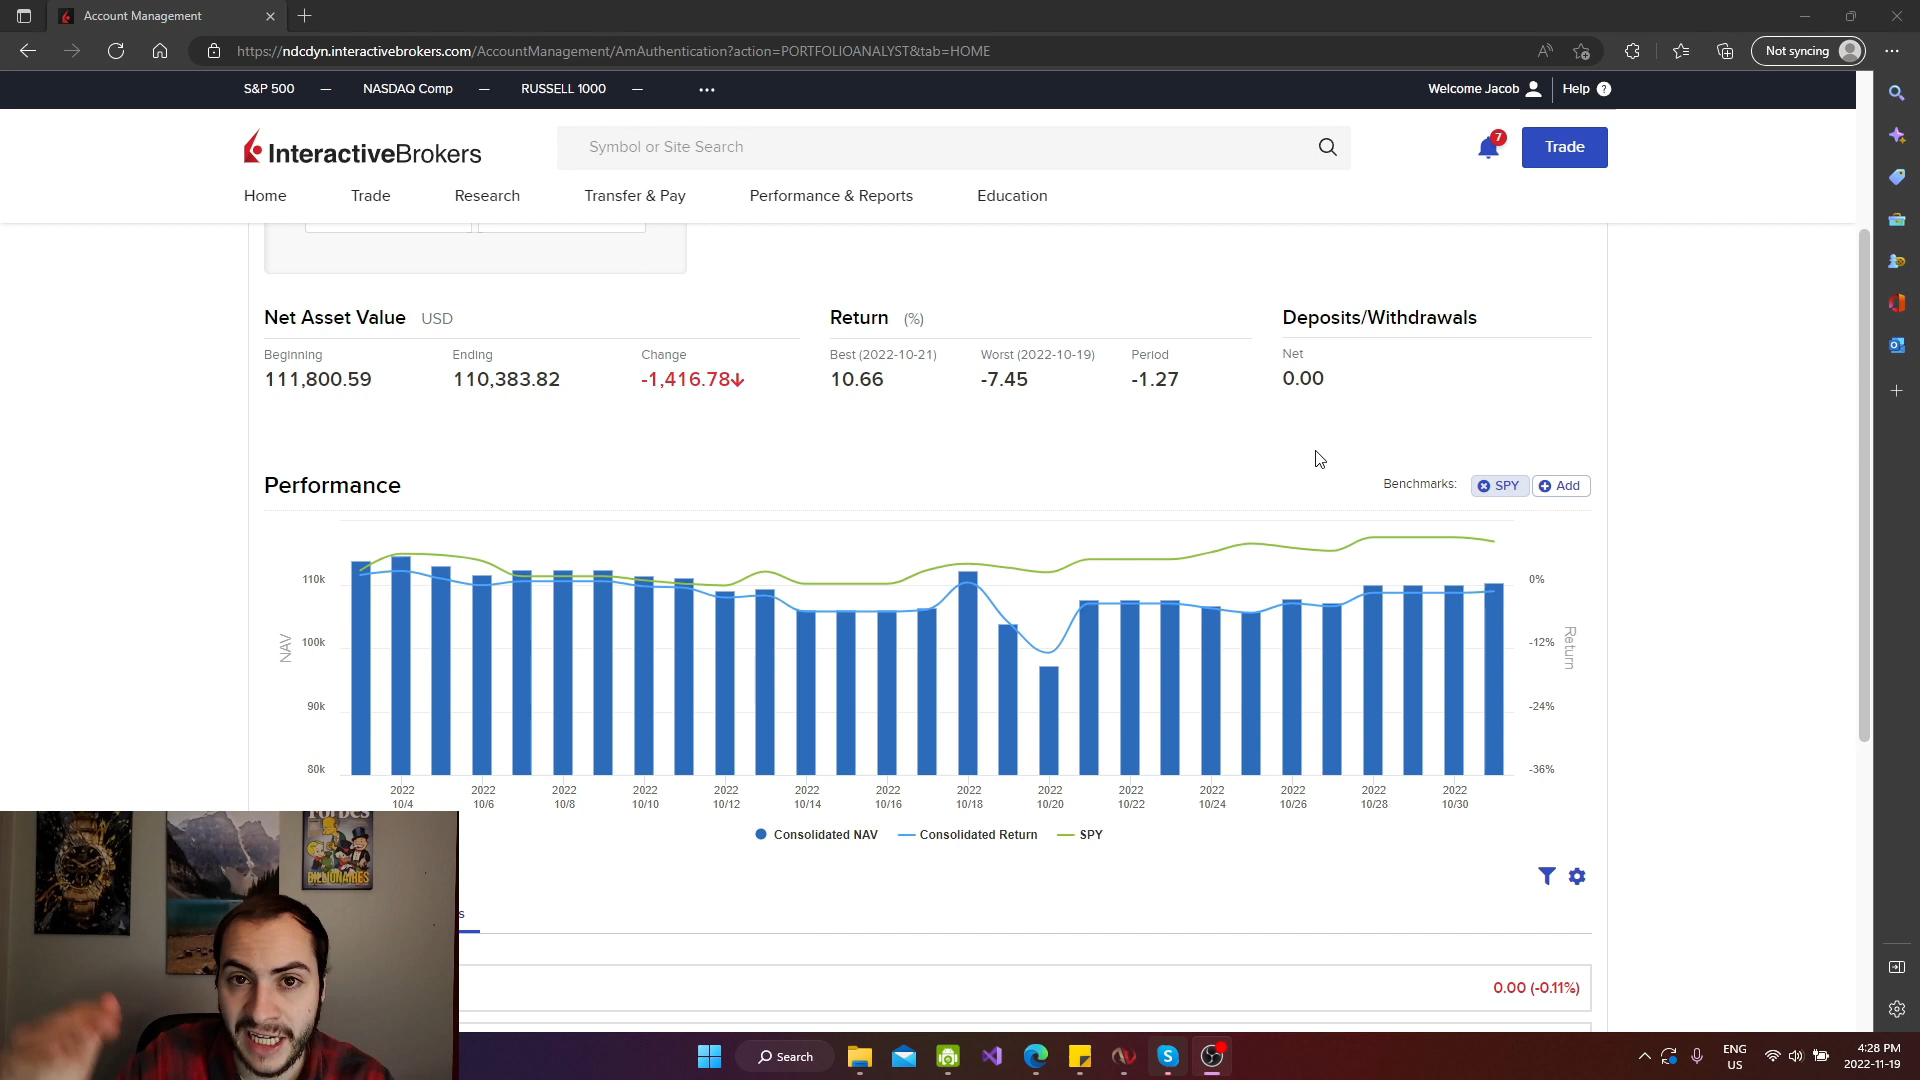 Account Management
https://ndcdyn.interactivebrokers.com/AccountManagement/AmAuthentication?action=PORTFOLIOANALYST&tab=HOME
Not syncing
S&P 500 — NASDAQ Comp — RUSSELL 1000 — •••
Welcome Jacob
Help ?
InteractiveBrokers
Symbol or Site Search
7
Trade
Home Trade Research Transfer & Pay Performance & Reports Education
Net Asset Value USD
Return (%)
Deposits/Withdrawals
Beginning Ending Change
Best (2022-10-21) Worst (2022-10-19) Period
Net
111,800.59 110,383.82 -1,416.78
10.66 -7.45 -1.27
0.00
Performance
Benchmarks: SPY Add
110k
100k
90k
80k
NAV
0%
-12%
-24%
-36%
Return
2022 2022 2022 2022 2022 2022 2022 2022 2022 2022 2022 2022 2022 2022
10/4 10/6 10/8 10/10 10/12 10/14 10/16 10/18 10/20 10/22 10/24 10/26 10/28 10/30
Consolidated NAV Consolidated Return SPY
Forbes
BILLIONAIRES
s
0.00 (-0.11%)
Search
ENG
US
4:28 PM
2022-11-19